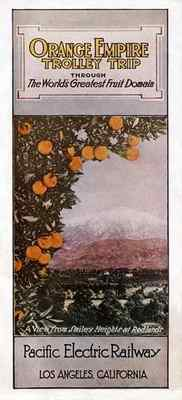 ORANGE EMPIRE
TROLLEY TRIP
THROUGH
The World's Greatest Fruit Domain
A View from Smiley Heights at Redlands
Pacific Electric Railway
LOS ANGELES, CALIFORNIA